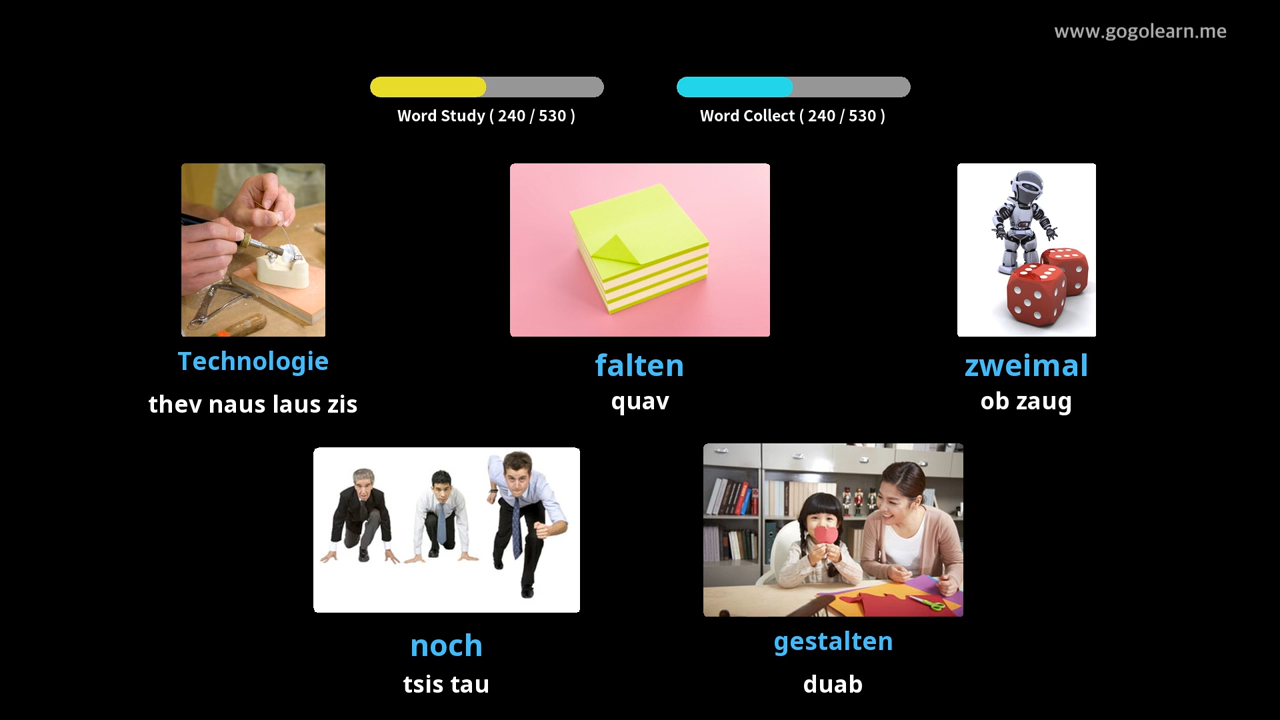 www.gogolearn.me
Word Study ( 240 / 530 )
Word Collect ( 240 / 530 )
Technologie
thev naus laus zis
falten
quav
zweimal
ob zaug
noch
tsis tau
gestalten
duab